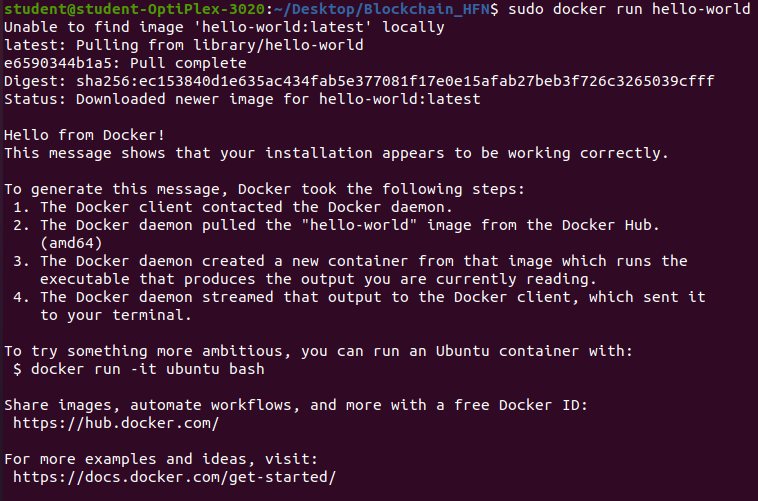 student@student-OptiPlex-3020:~/Desktop/Blockchain_HFN$ sudo docker run hello-world
Unable to find image 'hello-world:latest' locally
latest: Pulling from library/hello-world
e6590344b1a5: Pull complete
Digest: sha256:ec153840d1e635ac434fab5e377081f17e0e15afab27beb3f726c3265039cfff
Status: Downloaded newer image for hello-world:latest

Hello from Docker!
This message shows that your installation appears to be working correctly.

To generate this message, Docker took the following steps:
 1. The Docker client contacted the Docker daemon.
 2. The Docker daemon pulled the "hello-world" image from the Docker Hub.
    (amd64)
 3. The Docker daemon created a new container from that image which runs the
    executable that produces the output you are currently reading.
 4. The Docker daemon streamed that output to the Docker client, which sent it
    to your terminal.

To try something more ambitious, you can run an Ubuntu container with:
 $ docker run -it ubuntu bash

Share images, automate workflows, and more with a free Docker ID:
 https://hub.docker.com/

For more examples and ideas, visit:
 https://docs.docker.com/get-started/